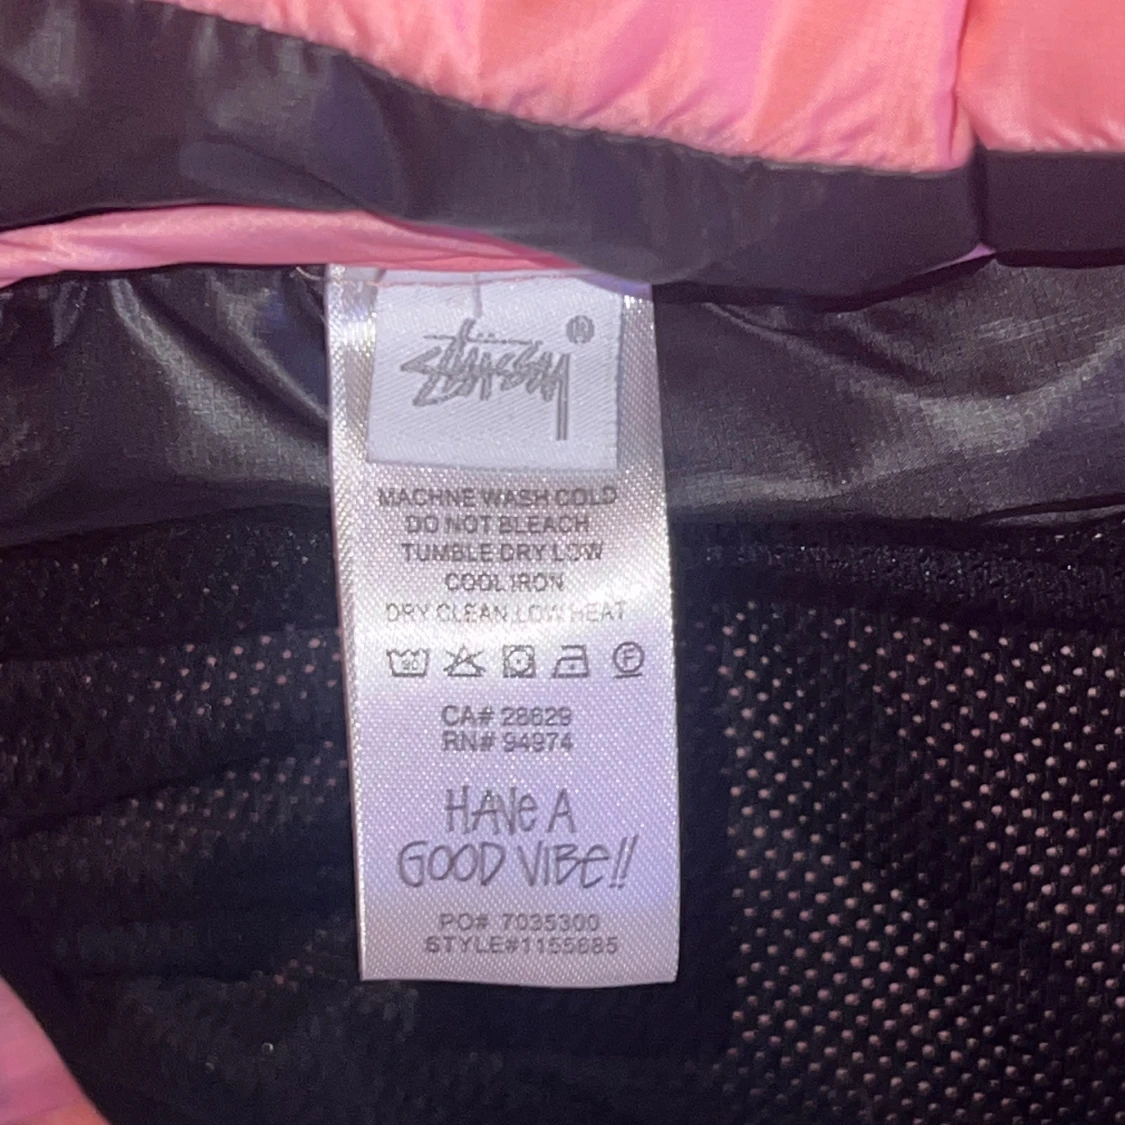 STÜSSY ®
MACHNE WASH COLD
DO NOT BLEACH
TUMBLE DRY LOW
COOL IRON
DRY CLEAN LOW HEAT
30 F
CA# 28629
RN# 94974
HAVe A
GOOD VIBe!!
PO# 7035300
STYLE#1155685